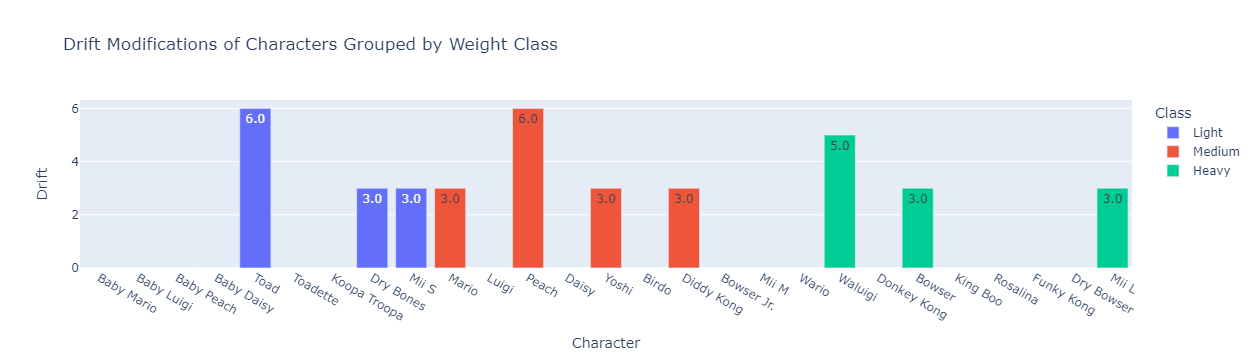 Drift Modifications of Characters Grouped by Weight Class
Class
Light
Medium
Heavy
Drift
6
4
2
0
6.0
3.0
3.0
3.0
6.0
3.0
3.0
5.0
3.0
3.0
Baby Mario
Baby Luigi
Baby Peach
Baby Daisy
Toad
Toadette
Koopa Troopa
Dry Bones
Mii S
Mario
Luigi
Peach
Daisy
Yoshi
Birdo
Diddy Kong
Bowser Jr.
Mii M
Wario
Waluigi
Donkey Kong
Bowser
King Boo
Rosalina
Funky Kong
Dry Bowser
Mii L
Character